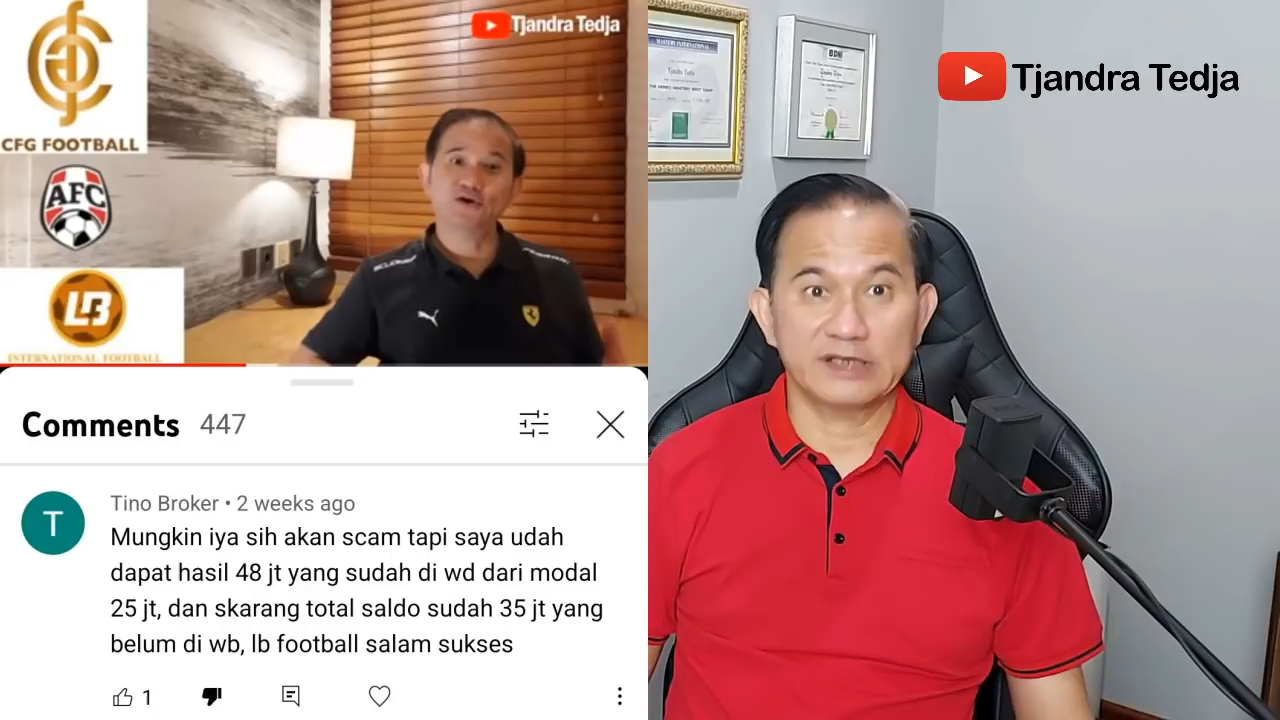 CFG FOOTBALL
AFC
LB
INTERNATIONAL FOOTBALL
Tjandra Tedja
Comments 447
T
Tino Broker • 2 weeks ago
Mungkin iya sih akan scam tapi saya udah
dapat hasil 48 jt yang sudah di wd dari modal
25 jt, dan skarang total saldo sudah 35 jt yang
belum di wb, lb football salam sukses
1
Tjandra Tedja
BDNI